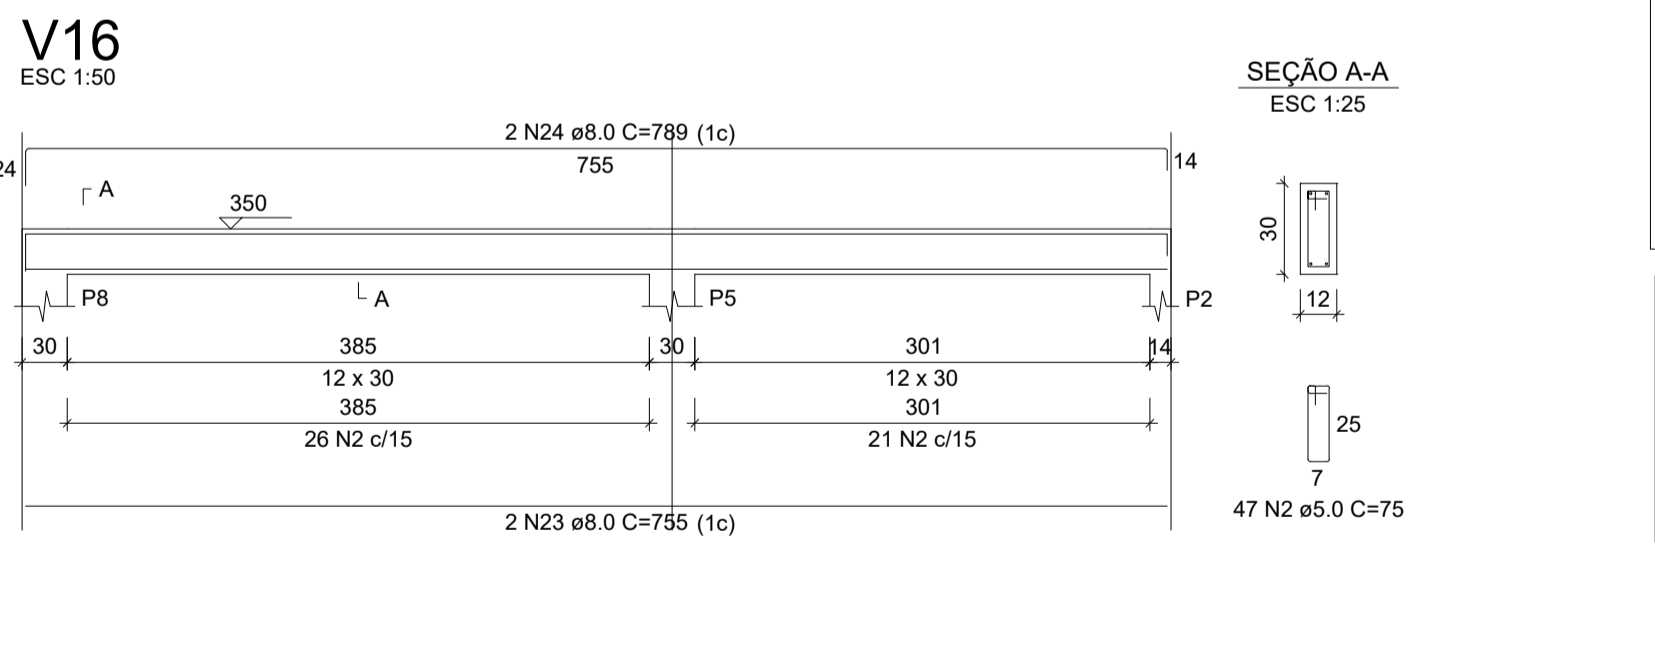 V16
ESC 1:50
SEÇÃO A-A
ESC 1:25
2 N24 ø8.0 C=789 (1c)
24
755
14
A
350
30
P8
A
P5
P2
12
30
385
30
301
14
12 x 30
12 x 30
385
301
25
26 N2 c/15
21 N2 c/15
7
47 N2 ø5.0 C=75
2 N23 ø8.0 C=755 (1c)